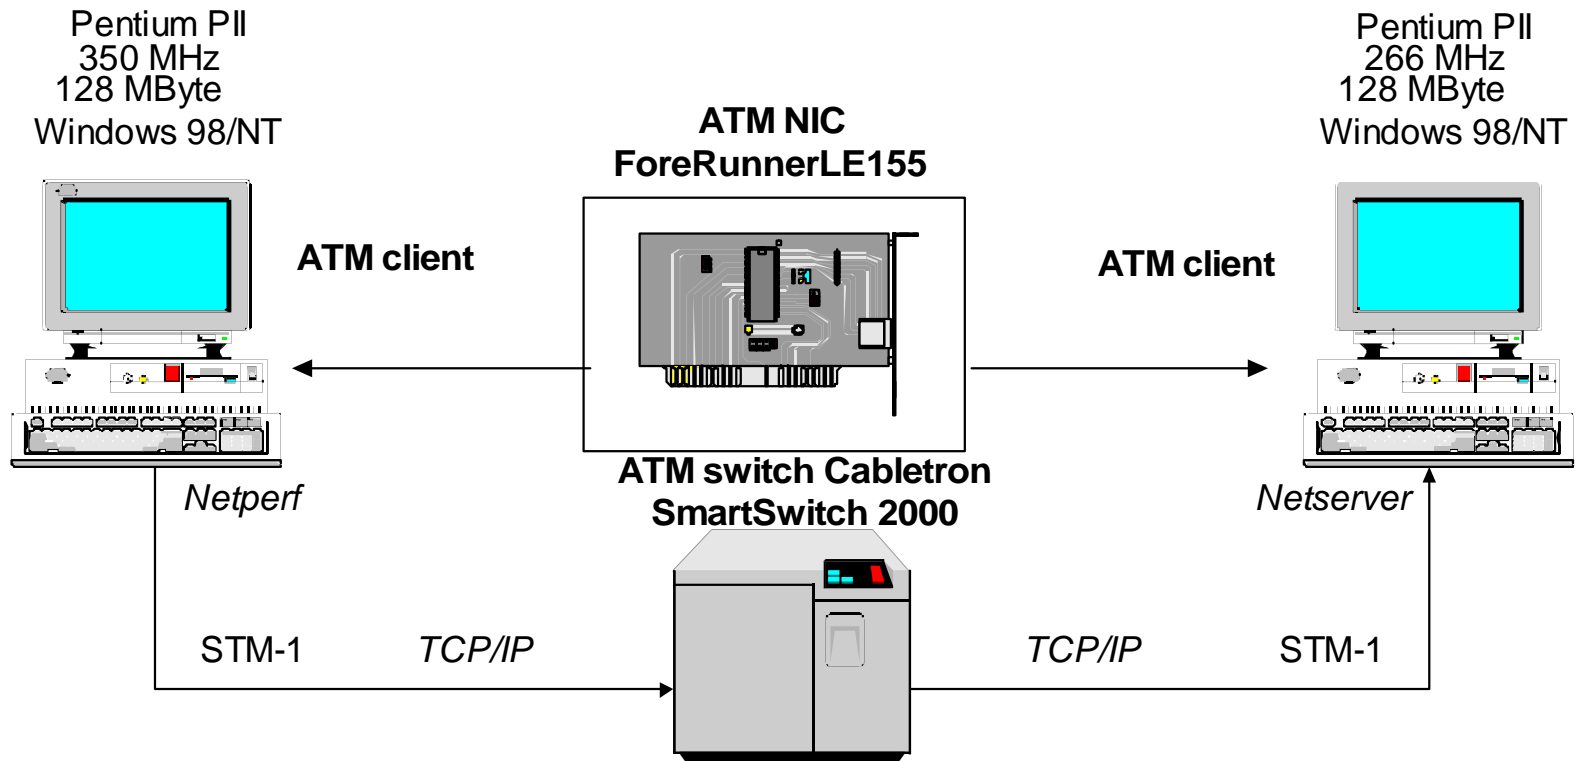 Pentium PII
350 MHz
128 MByte
Windows 98/NT
Pentium PII
266 MHz
128 MByte
Windows 98/NT
ATM NIC
ForeRunnerLE155
ATM client
ATM client
ATM switch Cabletron
SmartSwitch 2000
Netperf
Netserver
STM-1
TCP/IP
TCP/IP
STM-1